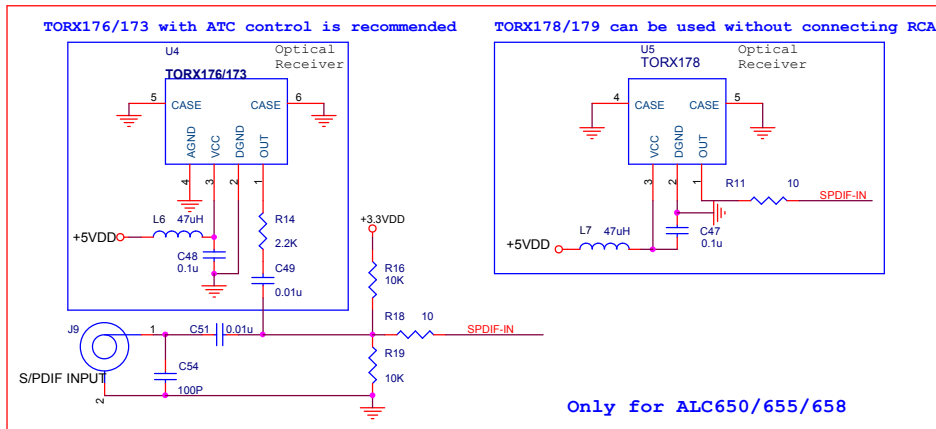 TORX176/173 with ATC control is recommended
U4
Optical
Receiver
TORX176/173
5
CASE
CASE
6
AGND
VCC
DGND
OUT
4
3
2
1
L6
47uH
+5VDD
C48
0.1u
R14
2.2K
C49
0.01u
+3.3VDD
R16
10K
R18
10
SPDIF-IN
J9
1
C51
0.01u
R19
10K
S/PDIF INPUT
C54
100P
2
TORX178/179 can be used without connecting RCA
U5
TORX178
Optical
Receiver
4
CASE
CASE
5
VCC
DGND
OUT
3
2
1
R11
10
SPDIF-IN
L7
47uH
+5VDD
C47
0.1u
Only for ALC650/655/658